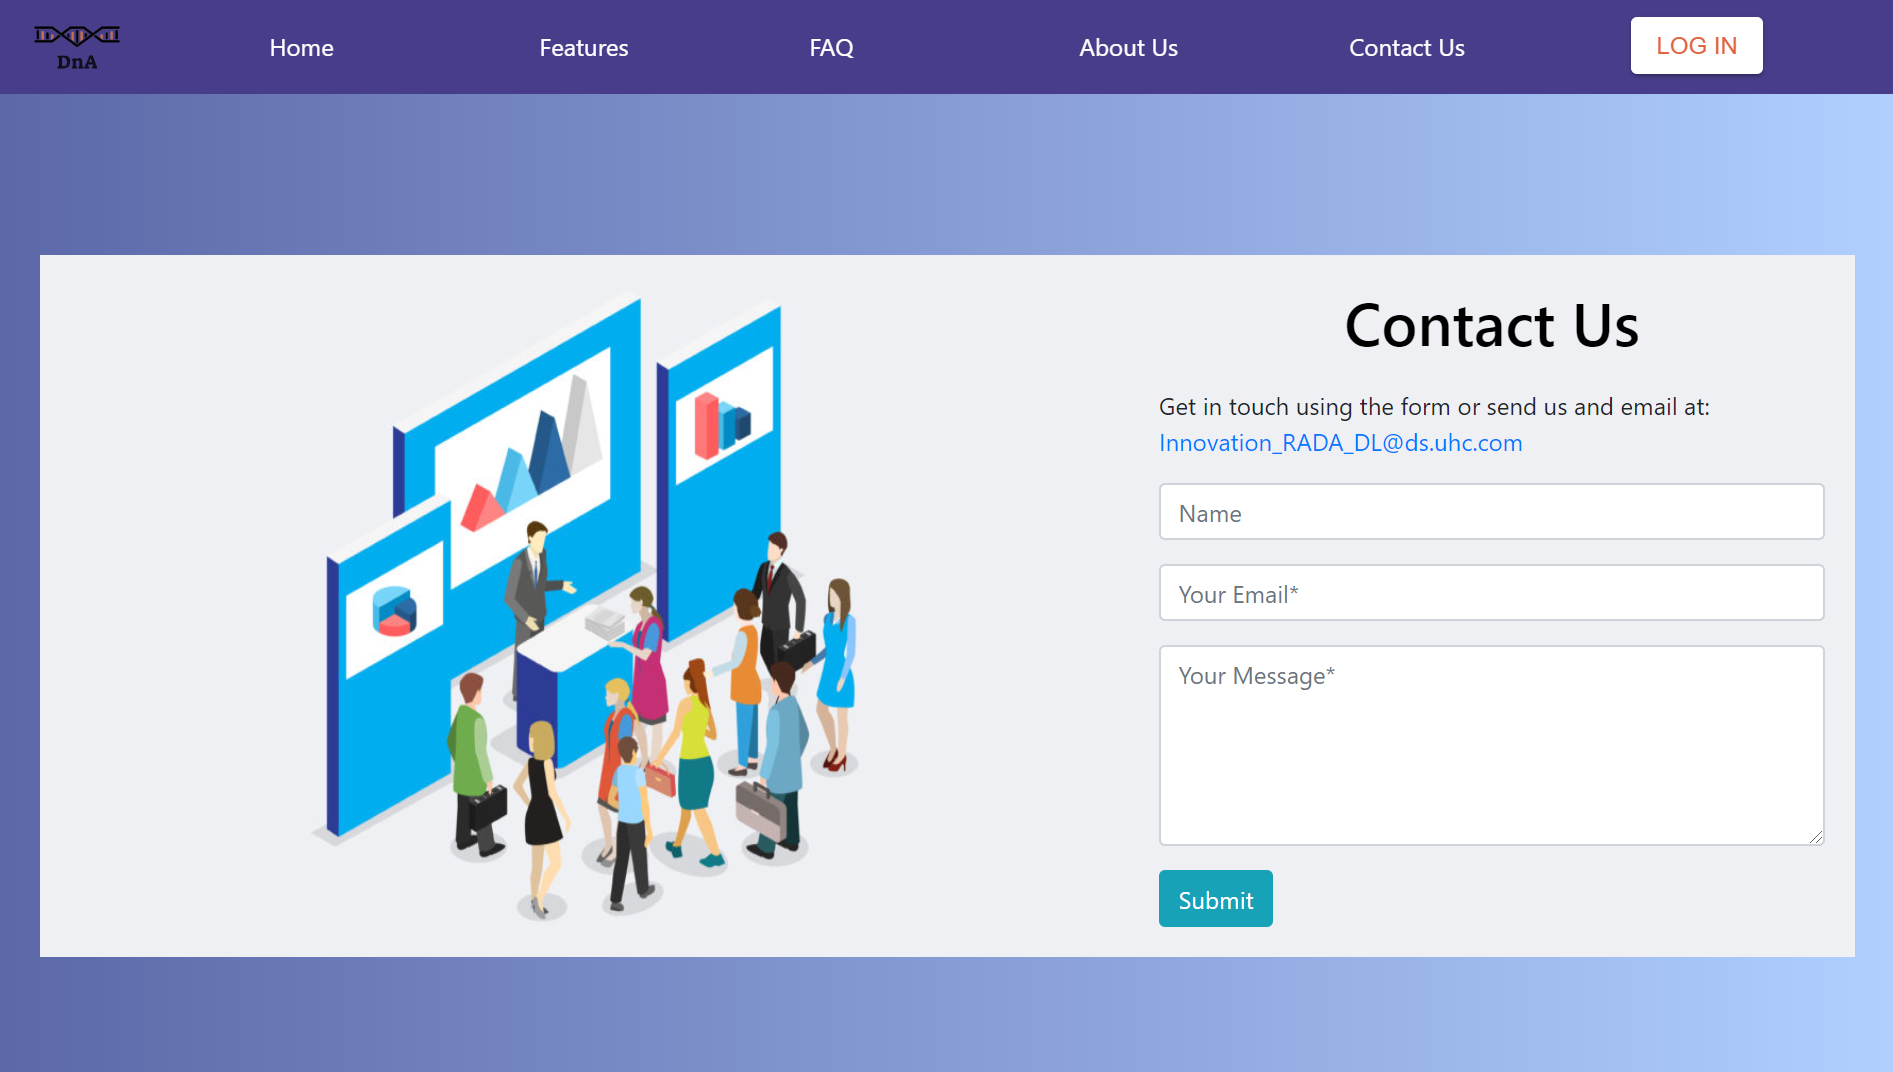 DnA
Home
Features
FAQ
About Us
Contact Us
LOG IN
Contact Us
Get in touch using the form or send us and email at:
Innovation_RADA_DL@ds.uhc.com
Name
Your Email*
Your Message*
Submit